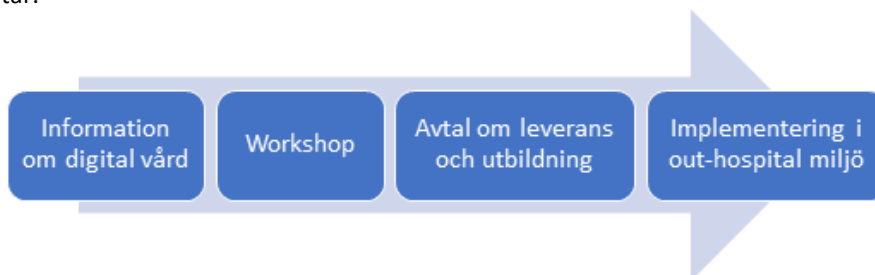 Information
om digital vård
Workshop
Avtal om leverans
och utbildning
Implementering i
out-hospital miljö